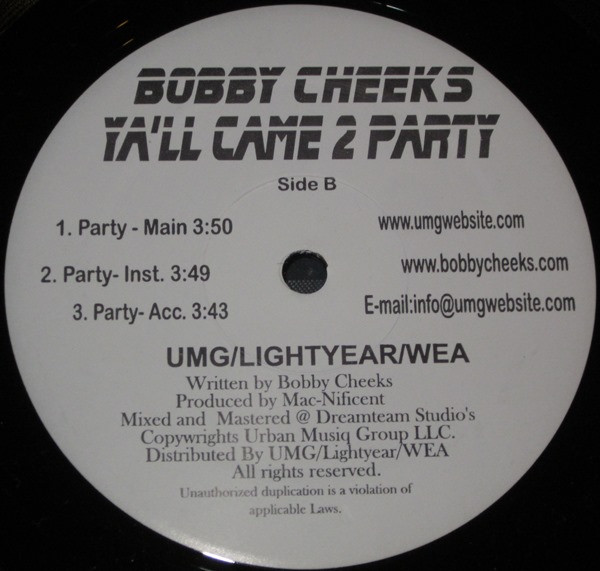 BOBBY CHEEKS
YA'LL CAME 2 PARTY
Side B
1. Party - Main 3:50
2. Party- Inst. 3:49
3. Party- Acc. 3:43
www.umgwebsite.com
www.bobbycheeks.com
E-mail:info@umgwebsite.com
UMG/LIGHTYEAR/WEA
Written by Bobby Cheeks
Produced by Mac-Nificent
Mixed and Mastered @ Dreamteam Studio's
Copywrights Urban Musiq Group LLC.
Distributed By UMG/Lightyear/WEA
All rights reserved.
Unauthorized duplication is a violation of
applicable Laws.